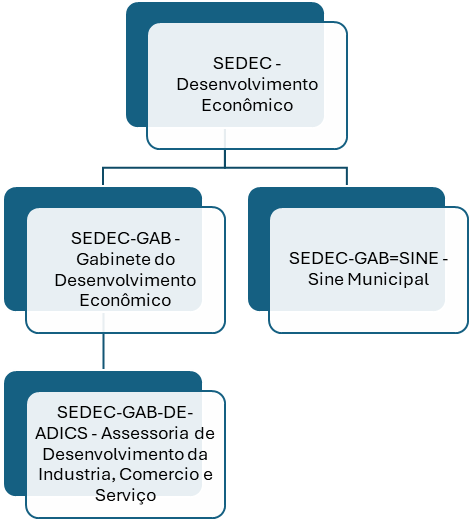 SEDEC -
Desenvolvimento
Econômico
SEDEC-GAB -
Gabinete do
Desenvolvimento
Econômico
SEDEC-GAB=SINE -
Sine Municipal
SEDEC-GAB-DE-
ADICS - Assessoria de
Desenvolvimento da
Industria, Comercio e
Serviço